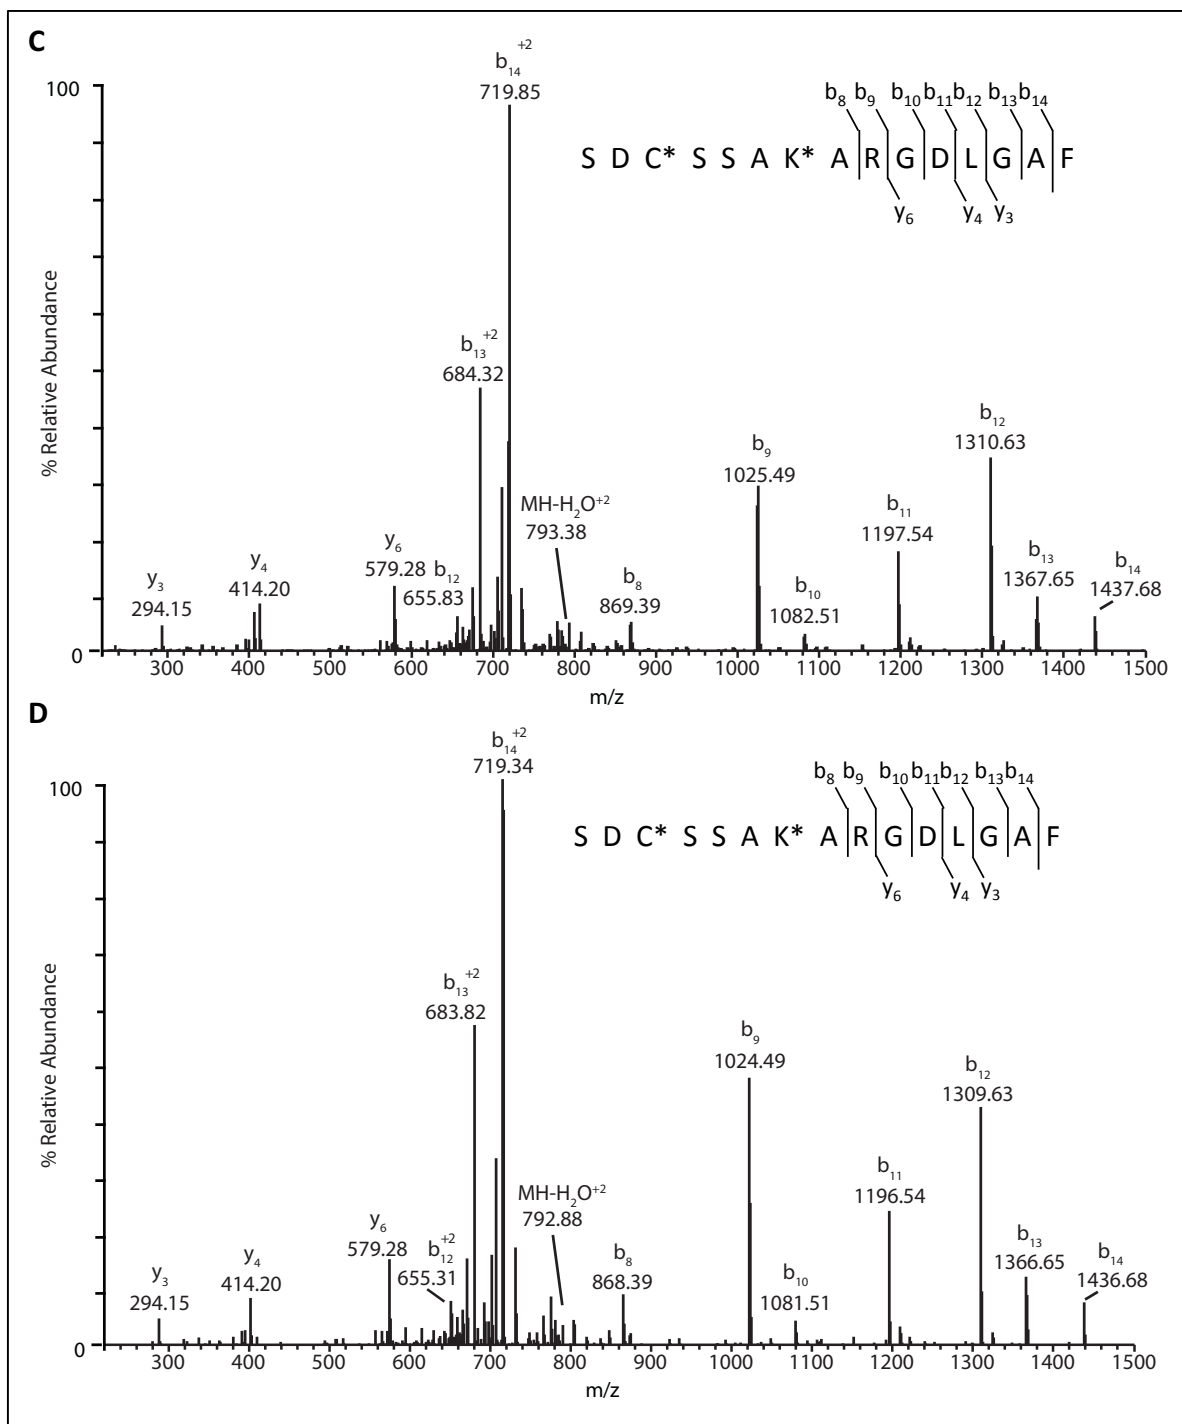 C
b14+2
719.85
100
b8 b9 b10 b11 b12 b13 b14
S D C* S S A K* A R G D L G A F
y6 y4 y3
b13+2
684.32
% Relative Abundance
b12
1310.63
b9
1025.49
MH-H2O+2
793.38
b11
1197.54
y6
579.28
b12
655.83
y4
414.20
y3
294.15
b8
869.39
b10
1082.51
b13
1367.65
b14
1437.68
0
300 400 500 600 700 800 900 1000 1100 1200 1300 1400 1500
m/z
D
b14+2
719.34
100
b8 b9 b10 b11 b12 b13 b14
S D C* S S A K* A R G D L G A F
y6 y4 y3
b13+2
683.82
% Relative Abundance
b9
1024.49
b12
1309.63
b11
1196.54
MH-H2O+2
792.88
y6
579.28
b12+2
655.31
y4
414.20
y3
294.15
b8
868.39
b10
1081.51
b13
1366.65
b14
1436.68
0
300 400 500 600 700 800 900 1000 1100 1200 1300 1400 1500
m/z